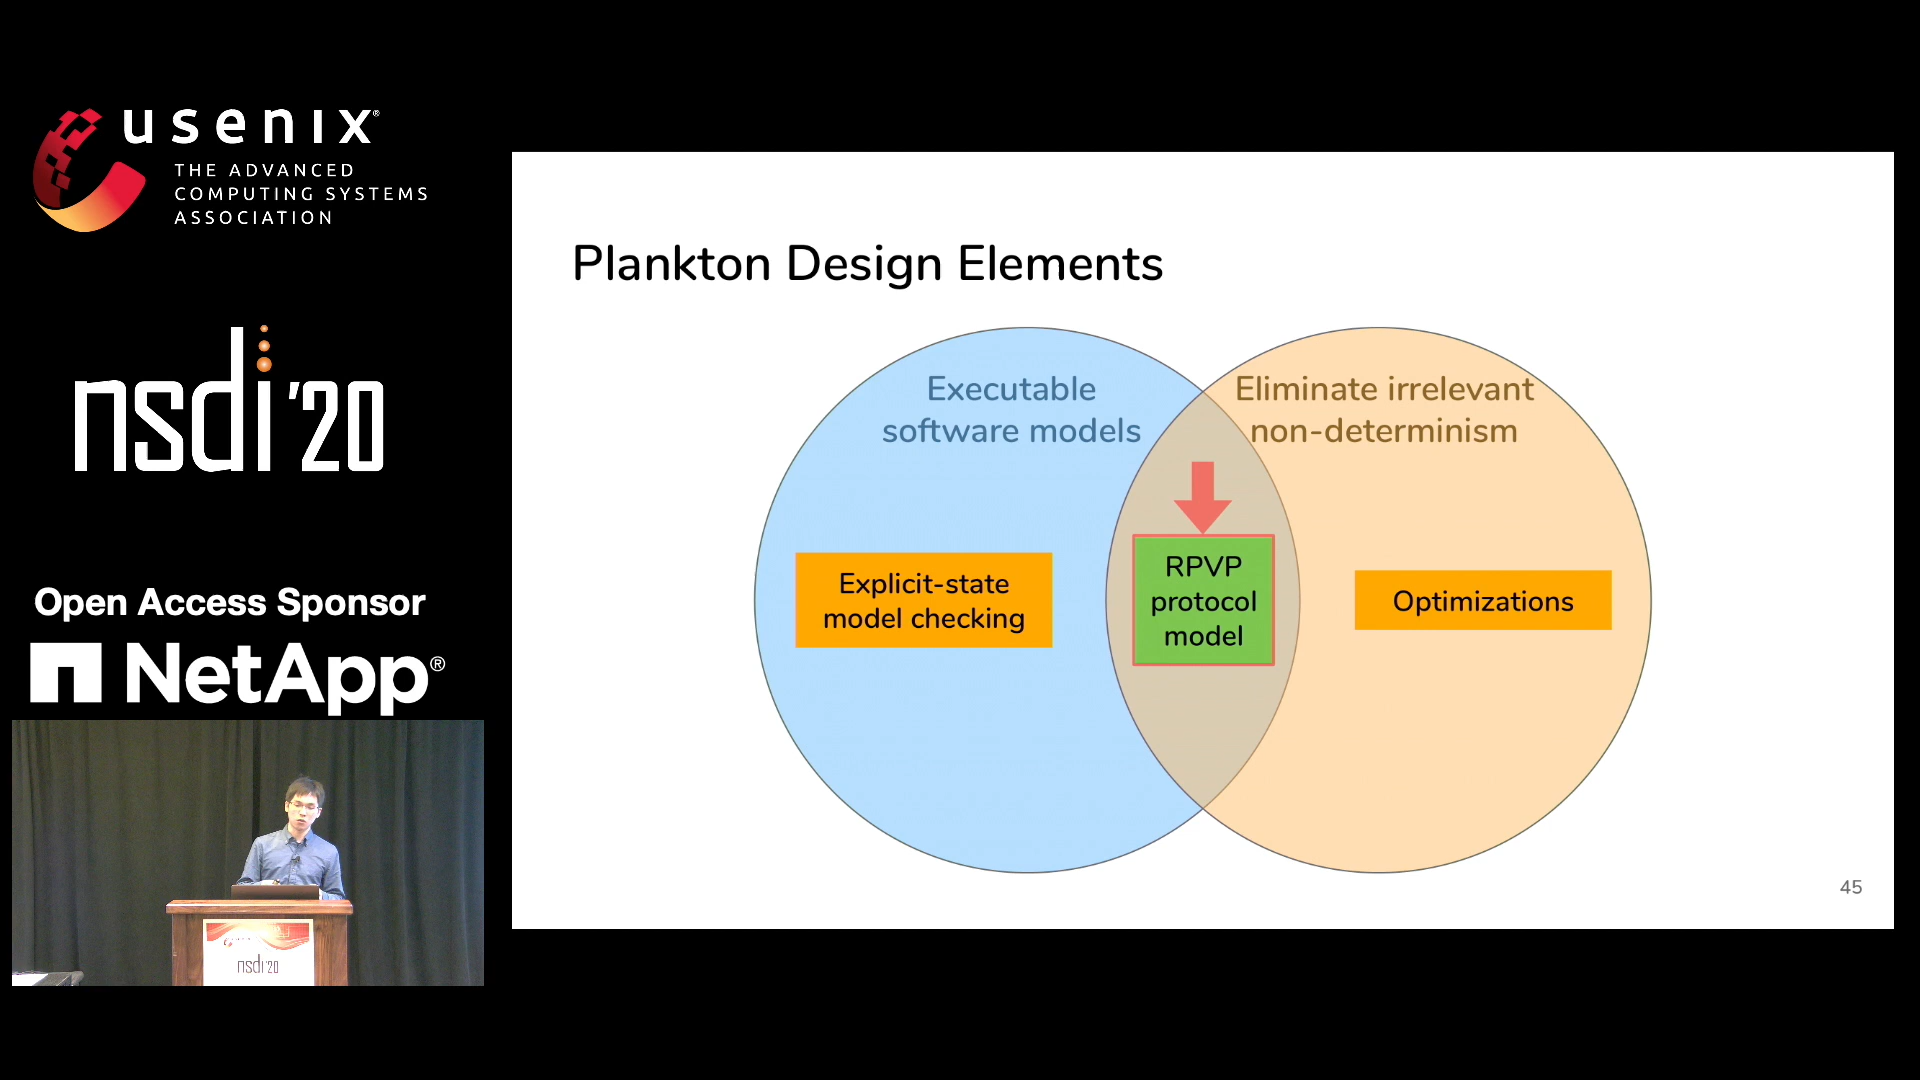 usenix®
THE ADVANCED
COMPUTING SYSTEMS
ASSOCIATION
nsdi '20
Open Access Sponsor
NetApp®
nsdi '20
Plankton Design Elements
Executable
software models
Eliminate irrelevant
non-determinism
Explicit-state
model checking
RPVP
protocol
model
Optimizations
45